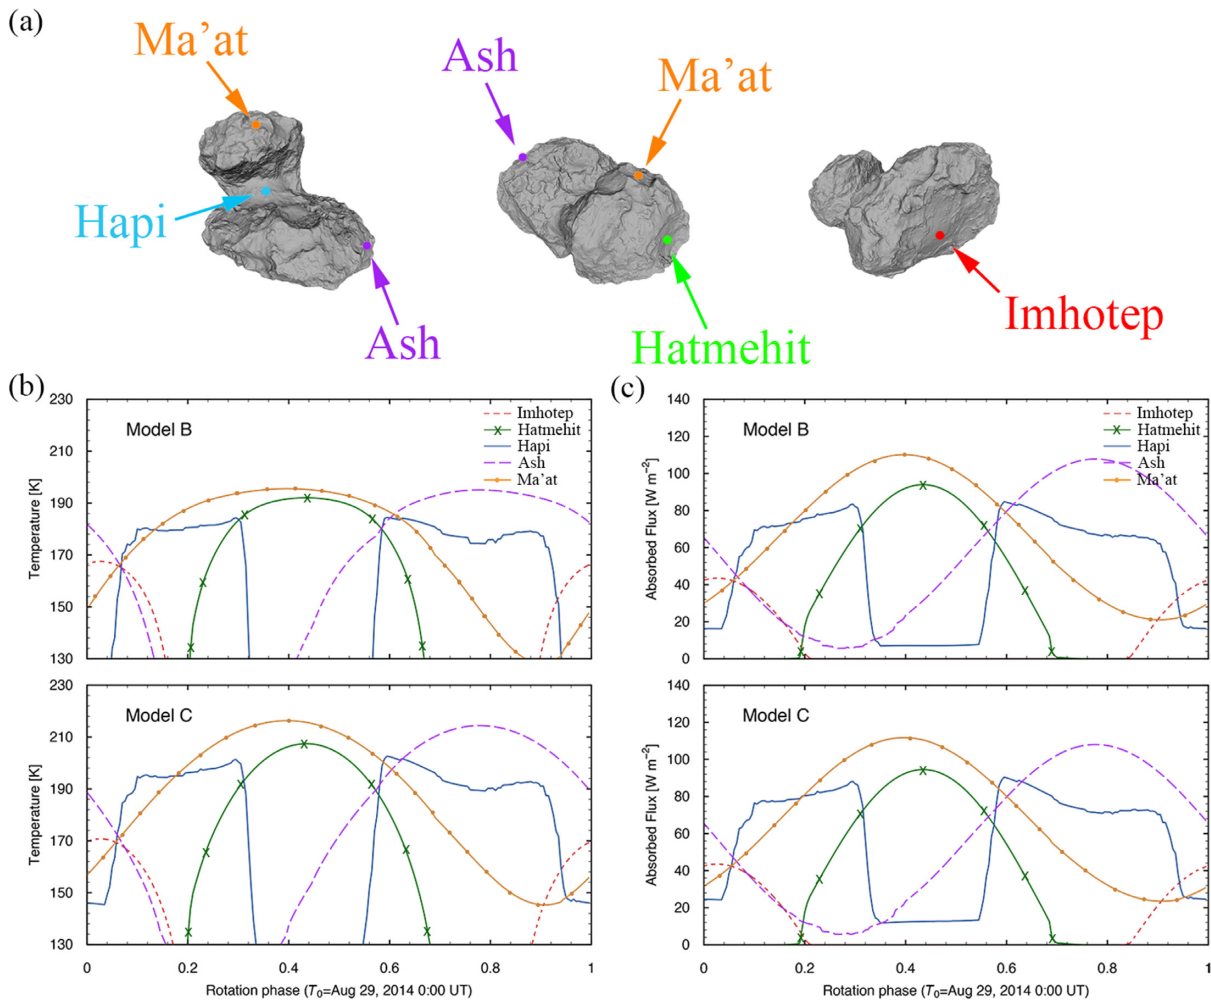 (a)
Ma’at
Ash
Ma’at
Hapi
Ash
Hatmehit
Imhotep
(b)
(c)
230
210
190
170
150
130
Temperature [K]
Model B
Imhotep
Hatmehit
Hapi
Ash
Ma’at
140
120
100
80
60
40
20
0
Absorbed Flux [W m⁻²]
Model B
Imhotep
Hatmehit
Hapi
Ash
Ma’at
230
210
190
170
150
130
Temperature [K]
Model C
0 0.2 0.4 0.6 0.8 1
Rotation phase (T₀=Aug 29, 2014 0:00 UT)
140
120
100
80
60
40
20
0
Absorbed Flux [W m⁻²]
Model C
0 0.2 0.4 0.6 0.8 1
Rotation phase (T₀=Aug 29, 2014 0:00 UT)